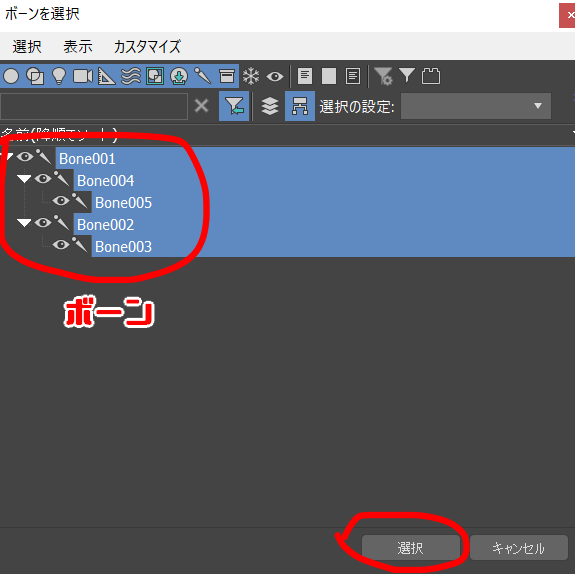 ボーンを選択
選択 表示 カスタマイズ
選択の設定:
名前(降順でソート)
Bone001
Bone004
Bone005
Bone002
Bone003
ボーン
選択 キャンセル